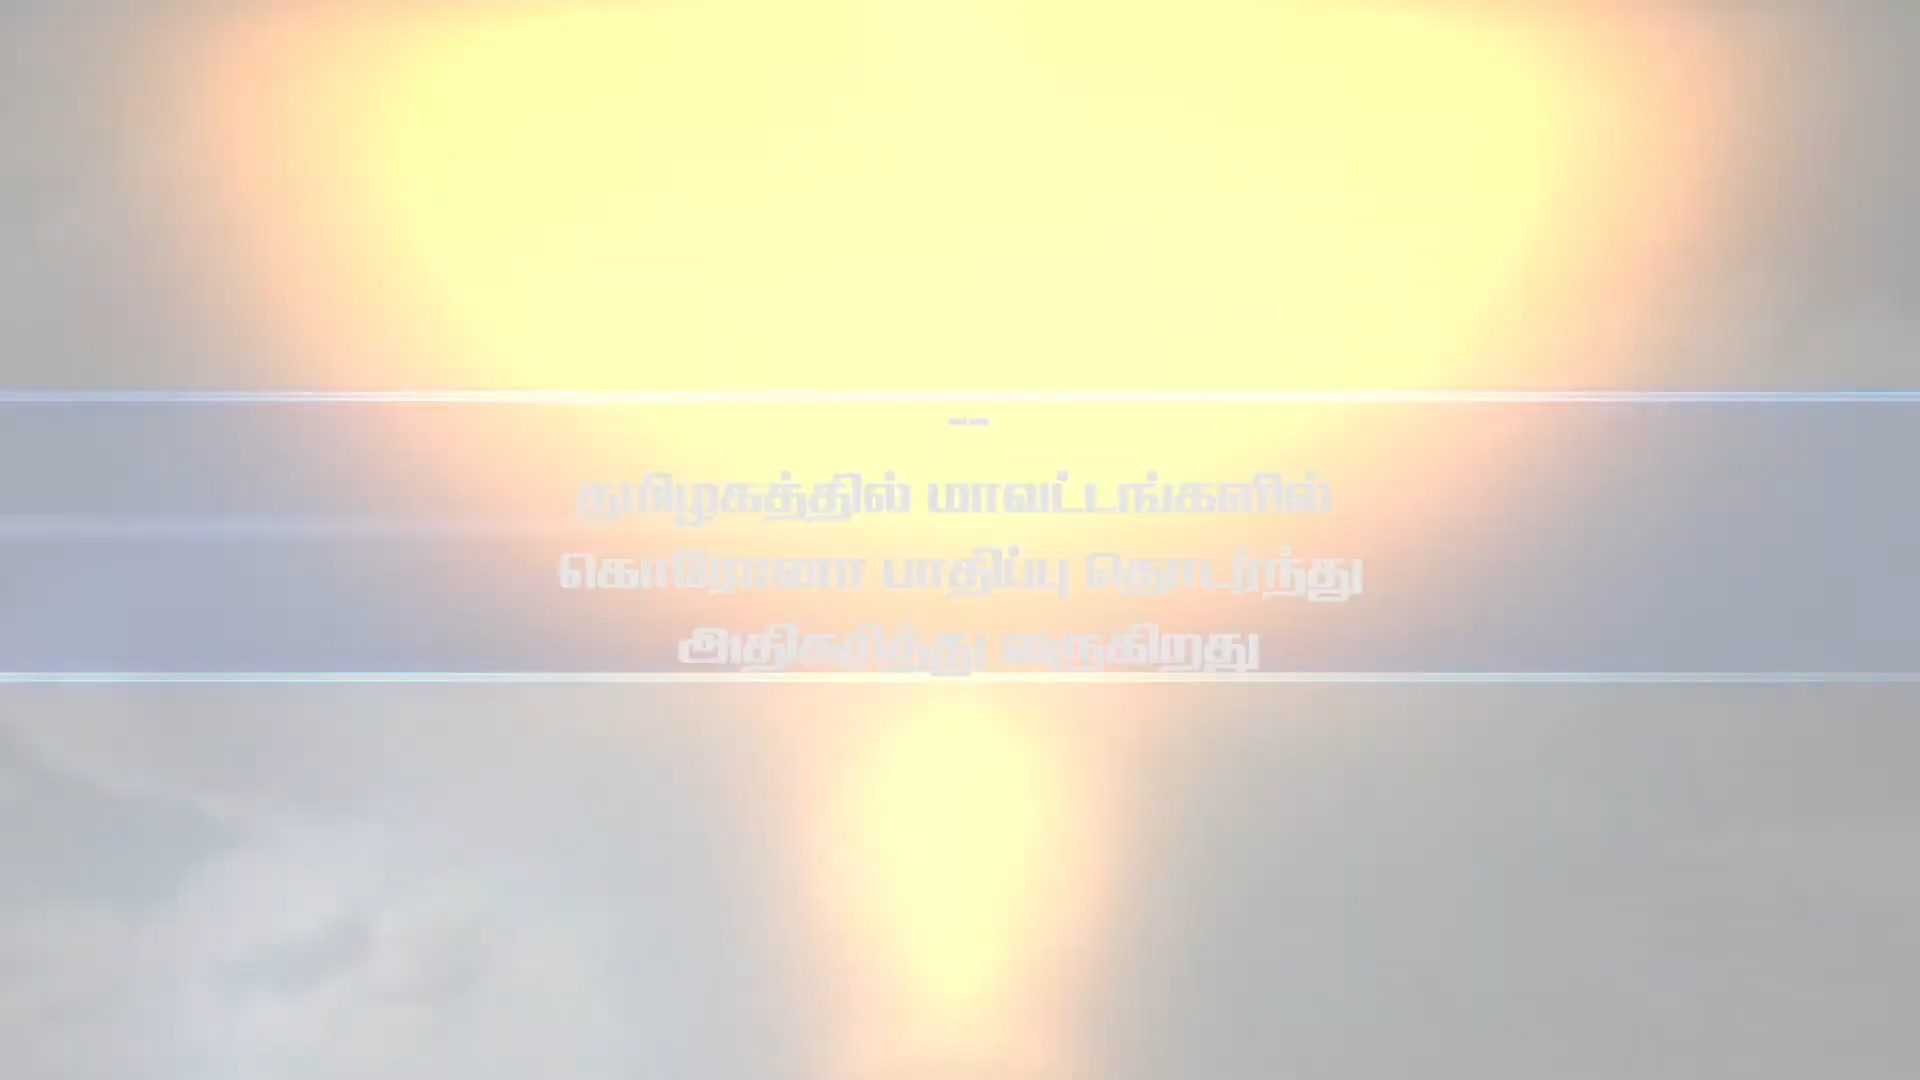 தமிழகத்தில் மாவட்டங்களில்
கொரோனா பாதிப்பு தொடர்ந்து
அதிகரித்து வருகிறது